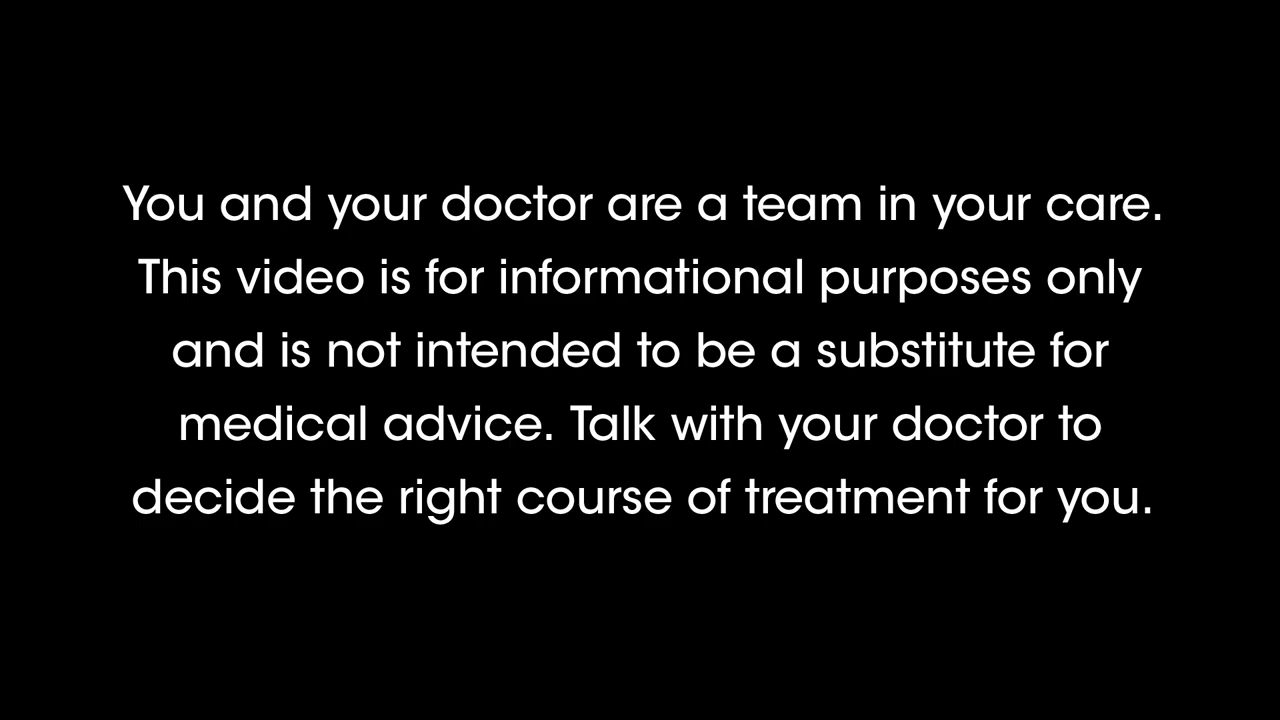 You and your doctor are a team in your care.
This video is for informational purposes only
and is not intended to be a substitute for
medical advice. Talk with your doctor to
decide the right course of treatment for you.